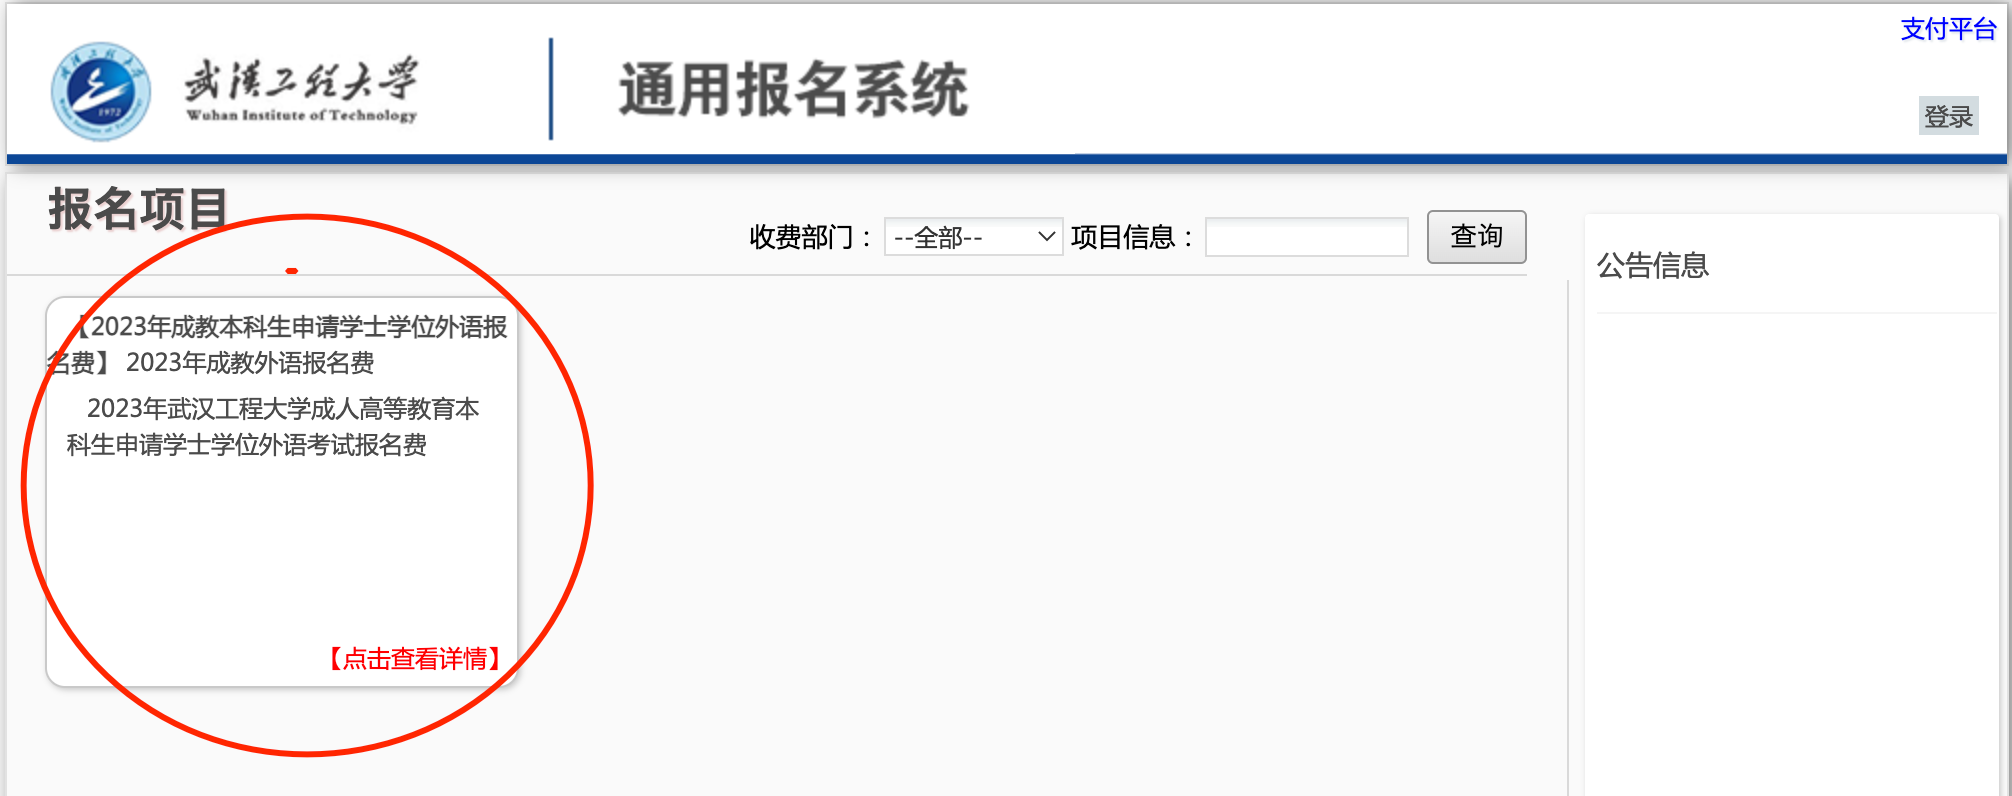 支付平台
武汉工程大学
Wuhan Institute of Technology
1972
通用报名系统
登录
报名项目
收费部门： --全部-- 项目信息： 查询
公告信息
【2023年成教本科生申请学士学位外语报
名费】 2023年成教外语报名费
2023年武汉工程大学成人高等教育本
科生申请学士学位外语考试报名费
【点击查看详情】